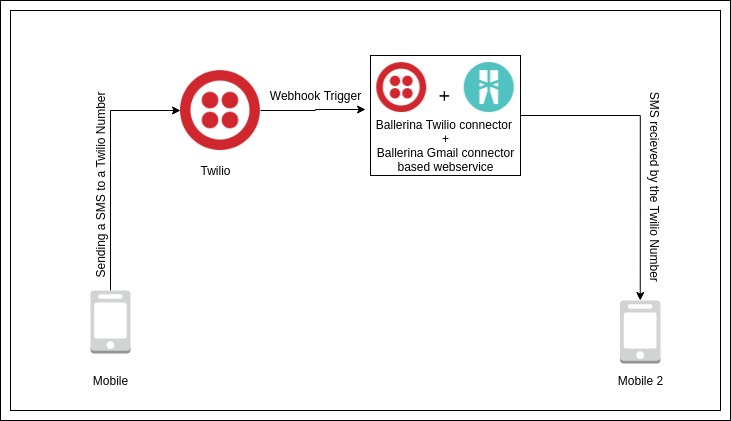 Sending a SMS to a Twilio Number
Twilio
Webhook Trigger
+
Ballerina Twilio connector
+
Ballerina Gmail connector
based webservice
SMS recieved by the Twilio Number
Mobile
Mobile 2